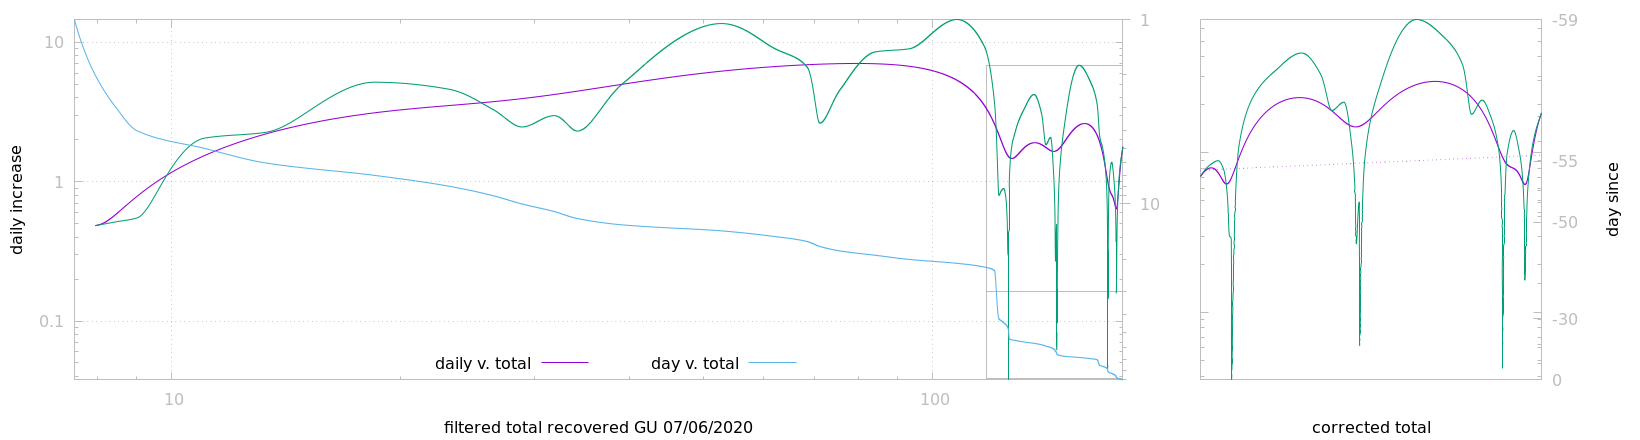 daily increase
10
1
0.1
10
100
1
10
daily v. total
day v. total
filtered total recovered GU 07/06/2020
-59
-55
-50
-30
0
day since
corrected total